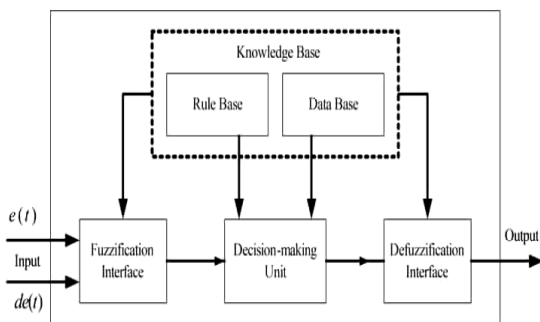 Knowledge Base
Rule Base
Data Base
e(t)
Input
de(t)
Fuzzification
Interface
Decision-making
Unit
Defuzzification
Interface
Output